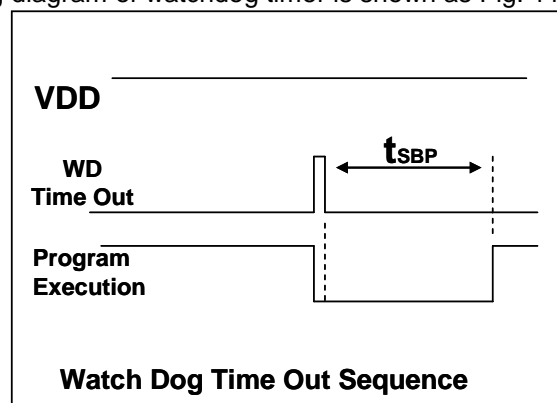 diagram of watchdog timer is shown as Fig.
VDD
tSBP
WD
Time Out
Program
Execution
Watch Dog Time Out Sequence